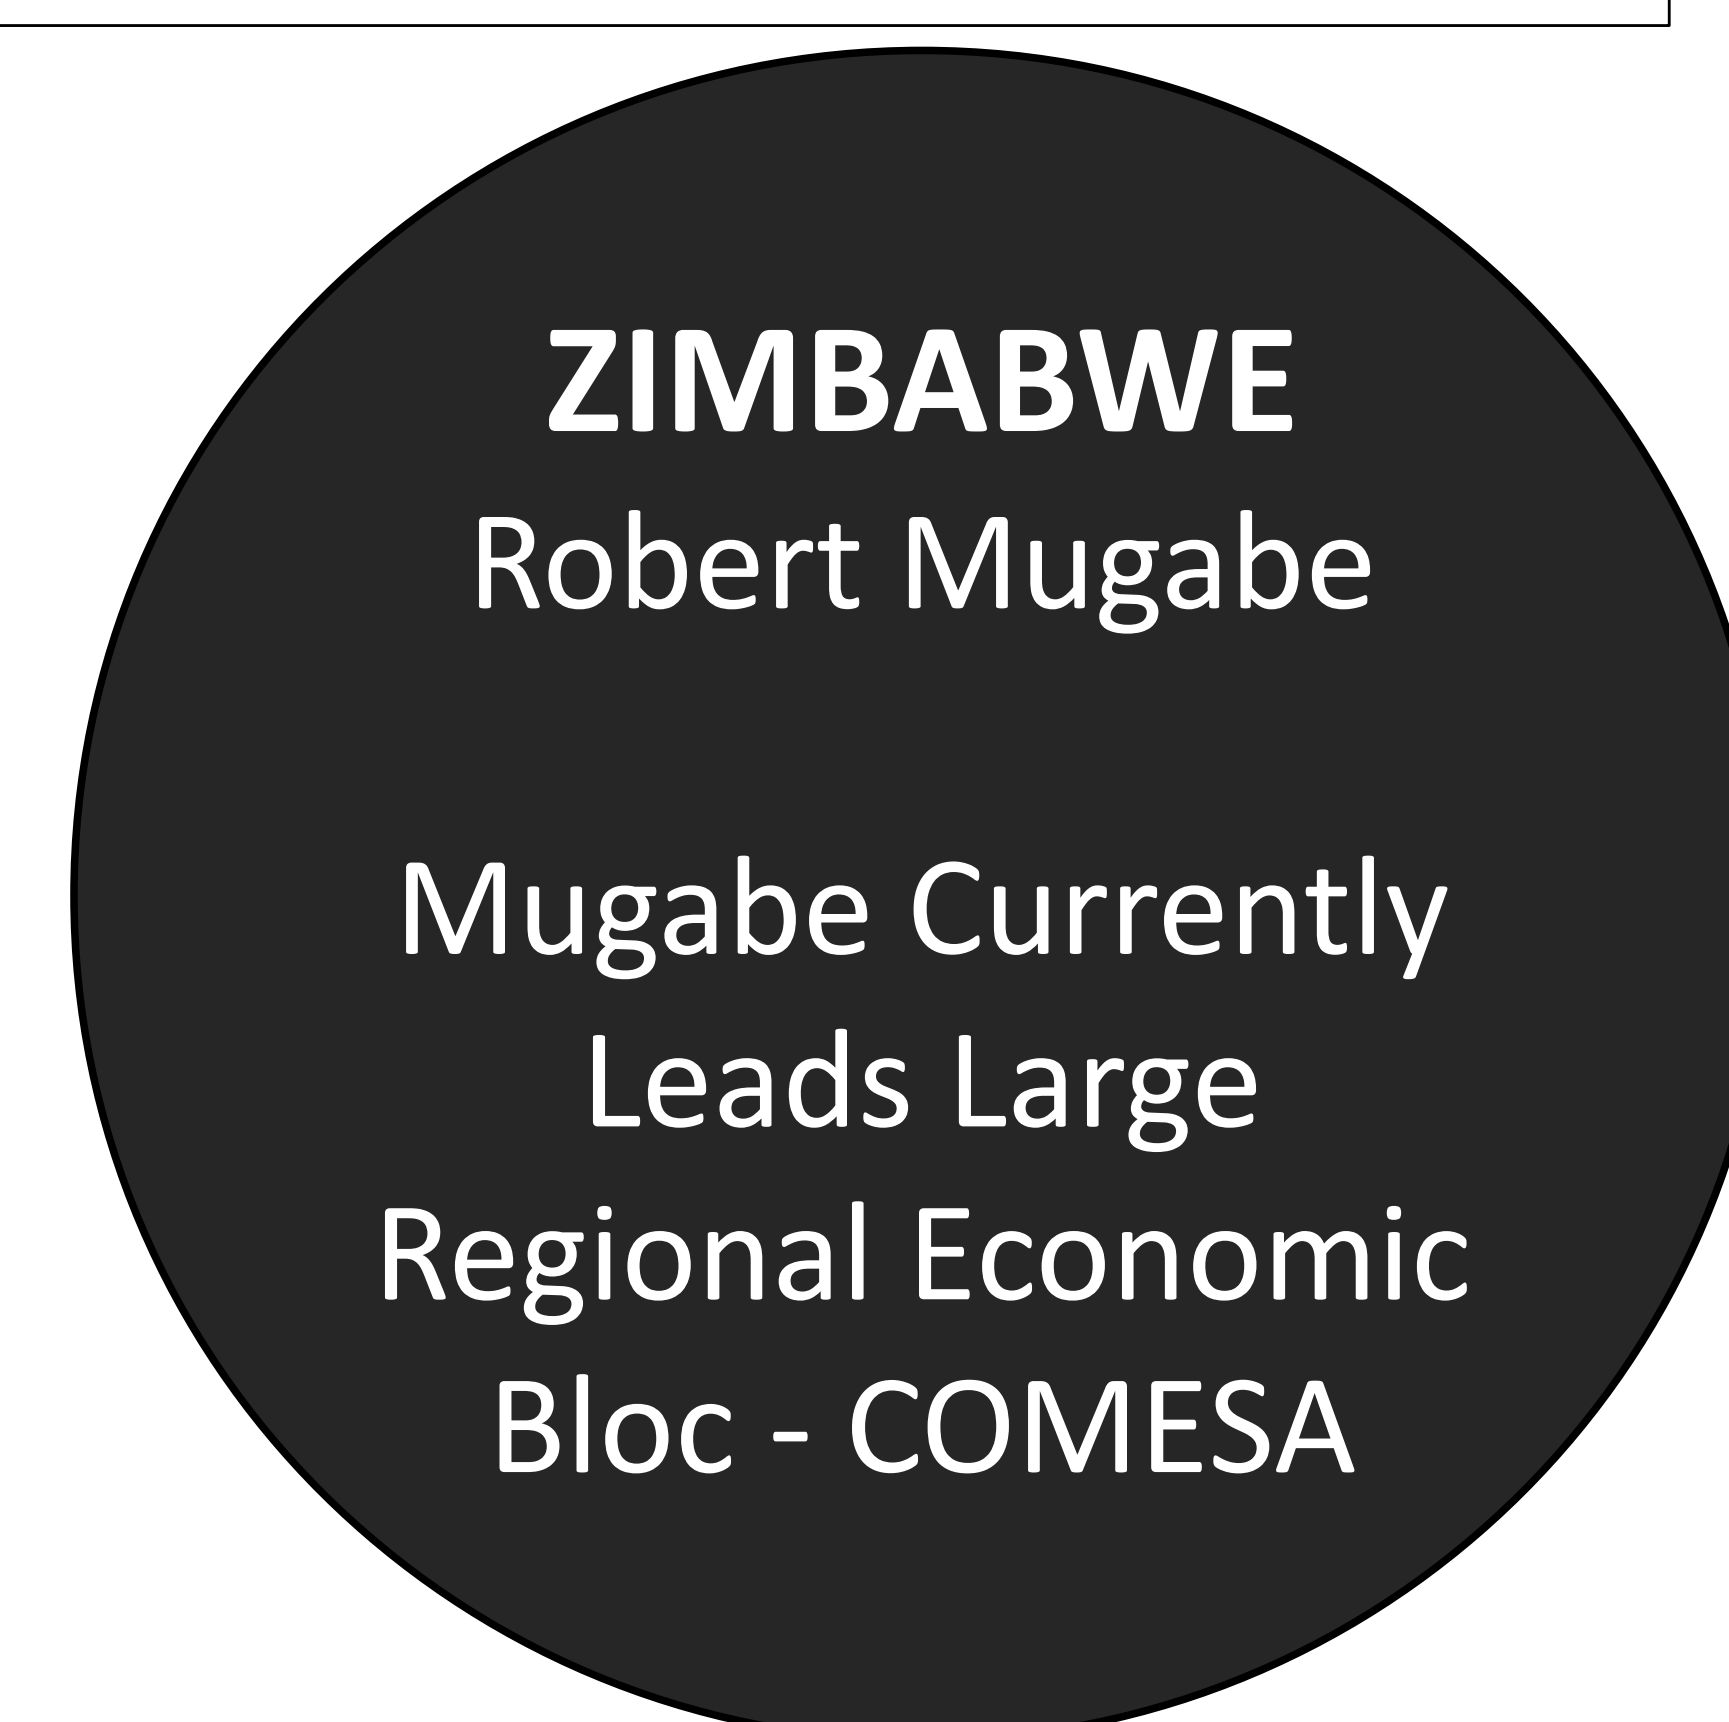 ZIMBABWE
Robert Mugabe
Mugabe Currently
Leads Large
Regional Economic
Bloc - COMESA